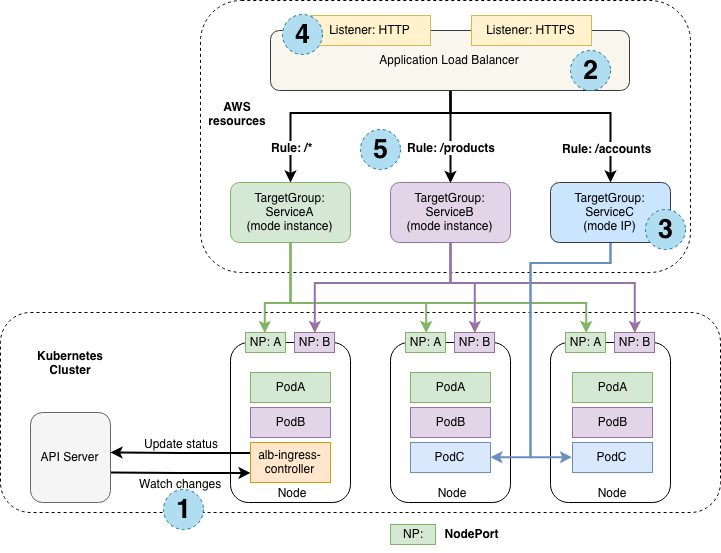 4
Listener: HTTP
Listener: HTTPS
Application Load Balancer
2
AWS
resources
Rule: /*
5
Rule: /products
Rule: /accounts
TargetGroup:
ServiceA
(mode instance)
TargetGroup:
ServiceB
(mode instance)
TargetGroup:
ServiceC
(mode IP)
3
Kubernetes
Cluster
NP: A
NP: B
NP: A
NP: B
NP: A
NP: B
PodA
PodB
alb-ingress-
controller
Node
PodA
PodB
PodC
Node
PodA
PodB
PodC
Node
API Server
Update status
Watch changes
1
NP:
NodePort